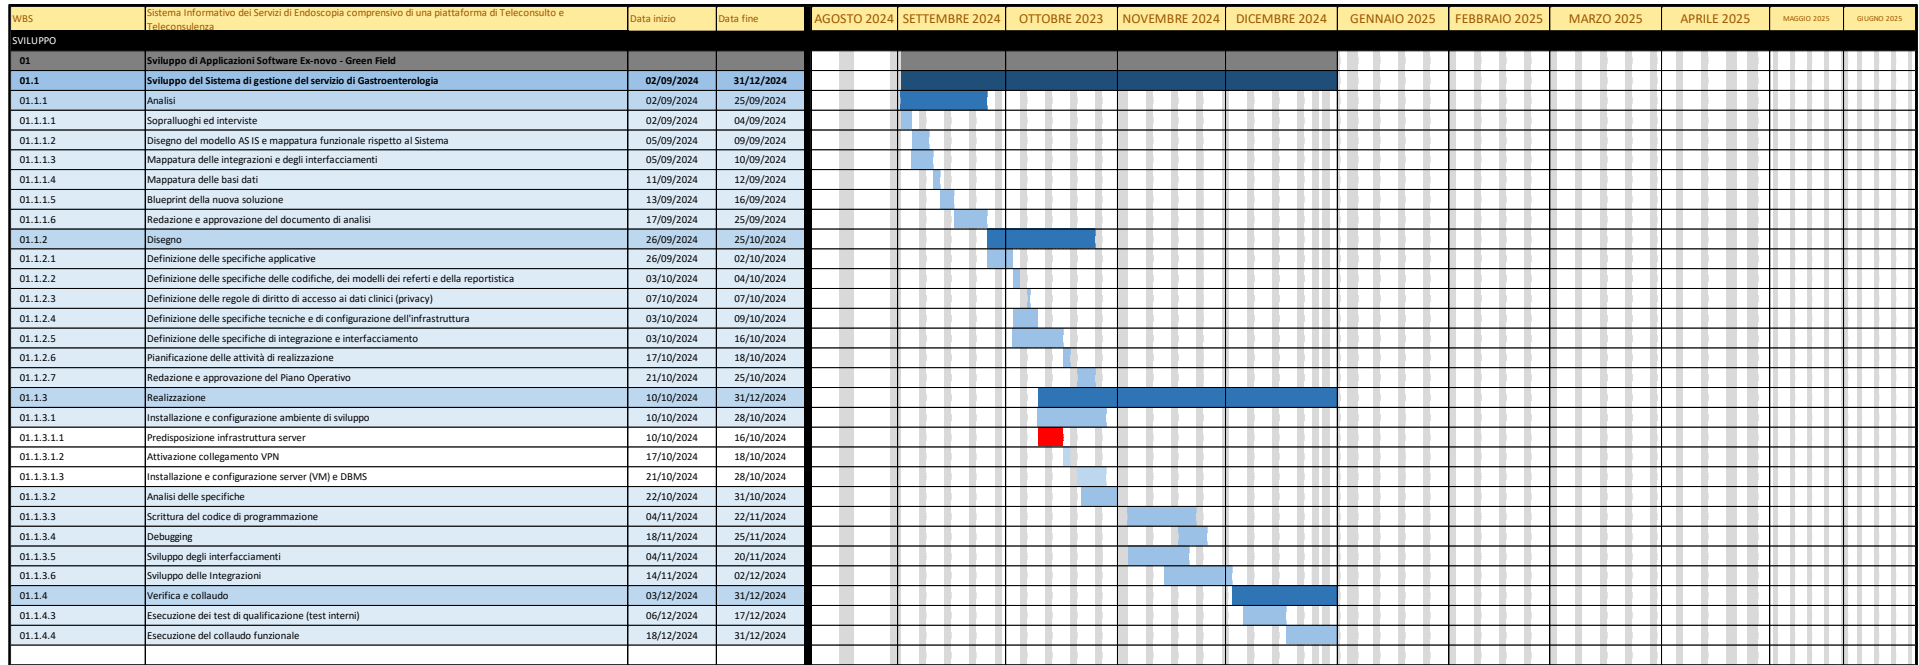 WBS Sistema Informativo dei Servizi di Endoscopia comprensivo di una piattaforma di Teleconsulto e Teleconsulenza Data inizio Data fine AGOSTO 2024 SETTEMBRE 2024 OTTOBRE 2023 NOVEMBRE 2024 DICEMBRE 2024 GENNAIO 2025 FEBBRAIO 2025 MARZO 2025 APRILE 2025 MAGGIO 2025 GIUGNO 2025
SVILUPPO
01 Sviluppo di Applicazioni Software Ex-novo - Green Field
01.1 Sviluppo del Sistema di gestione del servizio di Gastroenterologia 02/09/2024 31/12/2024
01.1.1 Analisi 02/09/2024 25/09/2024
01.1.1.1 Sopralluoghi ed interviste 02/09/2024 04/09/2024
01.1.1.2 Disegno del modello AS IS e mappatura funzionale rispetto al Sistema 05/09/2024 09/09/2024
01.1.1.3 Mappatura delle integrazioni e degli interfacciamenti 05/09/2024 10/09/2024
01.1.1.4 Mappatura delle basi dati 11/09/2024 12/09/2024
01.1.1.5 Blueprint della nuova soluzione 13/09/2024 16/09/2024
01.1.1.6 Redazione e approvazione del documento di analisi 17/09/2024 25/09/2024
01.1.2 Disegno 26/09/2024 25/10/2024
01.1.2.1 Definizione delle specifiche applicative 26/09/2024 02/10/2024
01.1.2.2 Definizione delle specifiche delle codifiche, dei modelli dei referti e della reportistica 03/10/2024 04/10/2024
01.1.2.3 Definizione delle regole di diritto di accesso ai dati clinici (privacy) 07/10/2024 07/10/2024
01.1.2.4 Definizione delle specifiche tecniche e di configurazione dell'infrastruttura 03/10/2024 09/10/2024
01.1.2.5 Definizione delle specifiche di integrazione e interfacciamento 03/10/2024 16/10/2024
01.1.2.6 Pianificazione delle attività di realizzazione 17/10/2024 18/10/2024
01.1.2.7 Redazione e approvazione del Piano Operativo 21/10/2024 25/10/2024
01.1.3 Realizzazione 10/10/2024 31/12/2024
01.1.3.1 Installazione e configurazione ambiente di sviluppo 10/10/2024 28/10/2024
01.1.3.1.1 Predisposizione infrastruttura server 10/10/2024 16/10/2024
01.1.3.1.2 Attivazione collegamento VPN 17/10/2024 18/10/2024
01.1.3.1.3 Installazione e configurazione server (VM) e DBMS 21/10/2024 28/10/2024
01.1.3.2 Analisi delle specifiche 22/10/2024 31/10/2024
01.1.3.3 Scrittura del codice di programmazione 04/11/2024 22/11/2024
01.1.3.4 Debugging 18/11/2024 25/11/2024
01.1.3.5 Sviluppo degli interfacciamenti 04/11/2024 20/11/2024
01.1.3.6 Sviluppo delle Integrazioni 14/11/2024 02/12/2024
01.1.4 Verifica e collaudo 03/12/2024 31/12/2024
01.1.4.3 Esecuzione dei test di qualificazione (test interni) 06/12/2024 17/12/2024
01.1.4.4 Esecuzione del collaudo funzionale 18/12/2024 31/12/2024